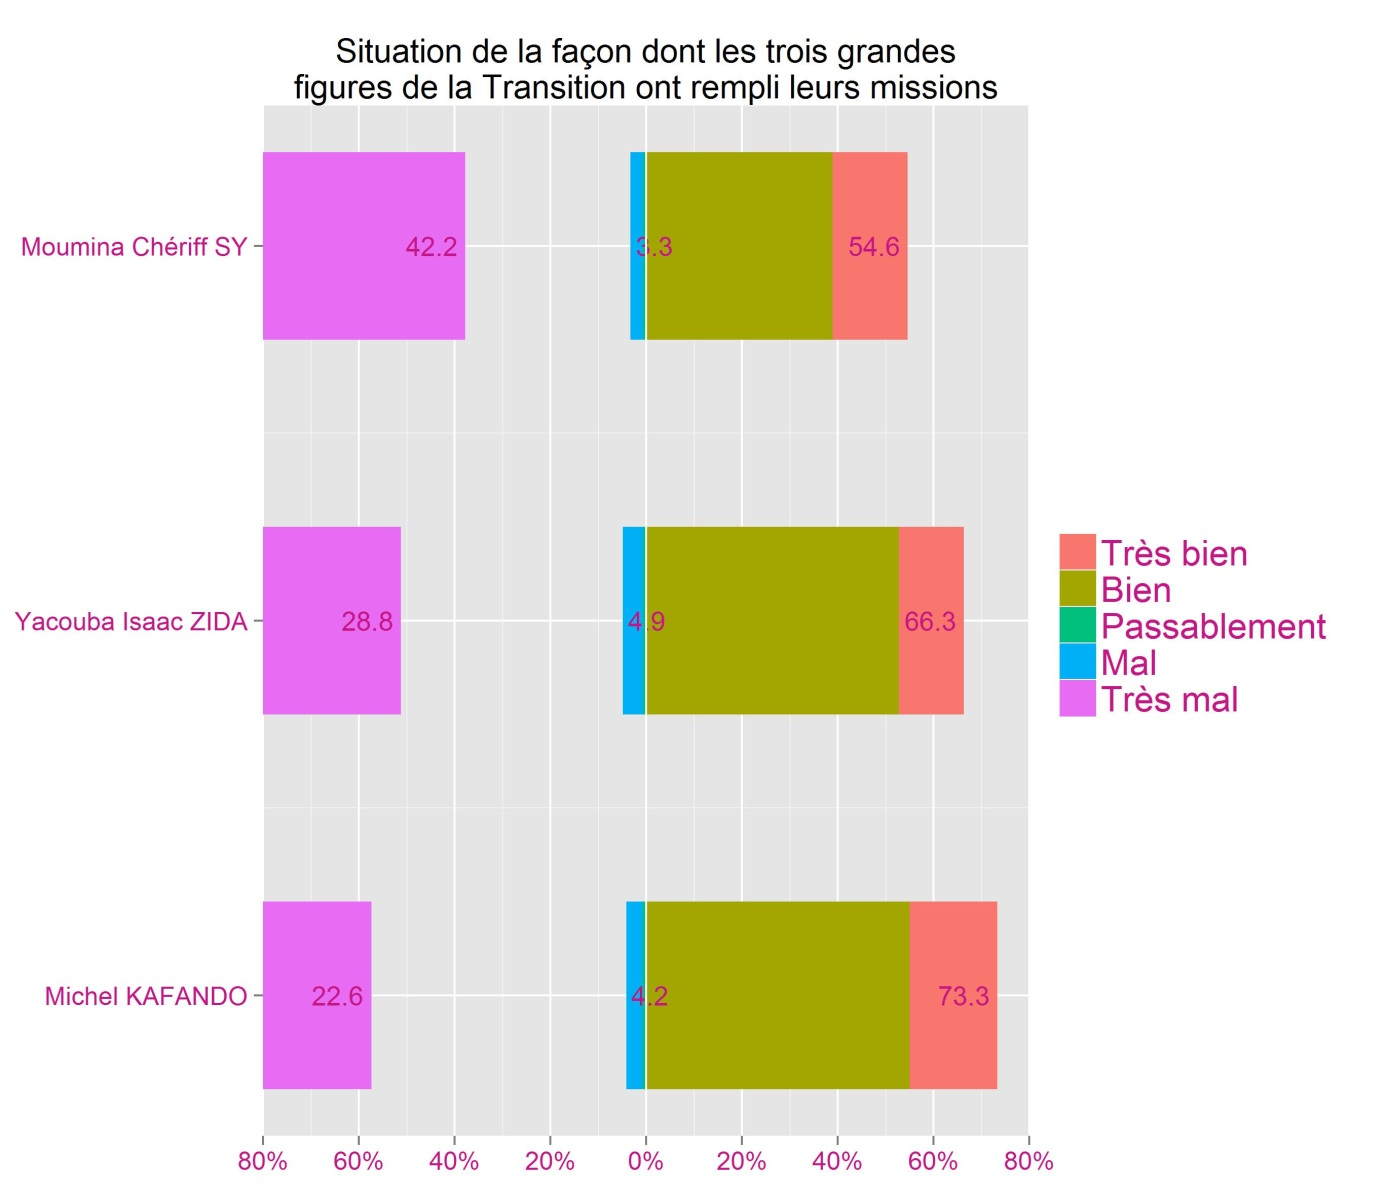 Situation de la façon dont les trois grandes
figures de la Transition ont rempli leurs missions
Moumina Chériff SY
42.2
3.3
54.6
Yacouba Isaac ZIDA
28.8
4.9
66.3
Michel KAFANDO
22.6
4.2
73.3
80% 60% 40% 20% 0% 20% 40% 60% 80%
Très bien
Bien
Passablement
Mal
Très mal